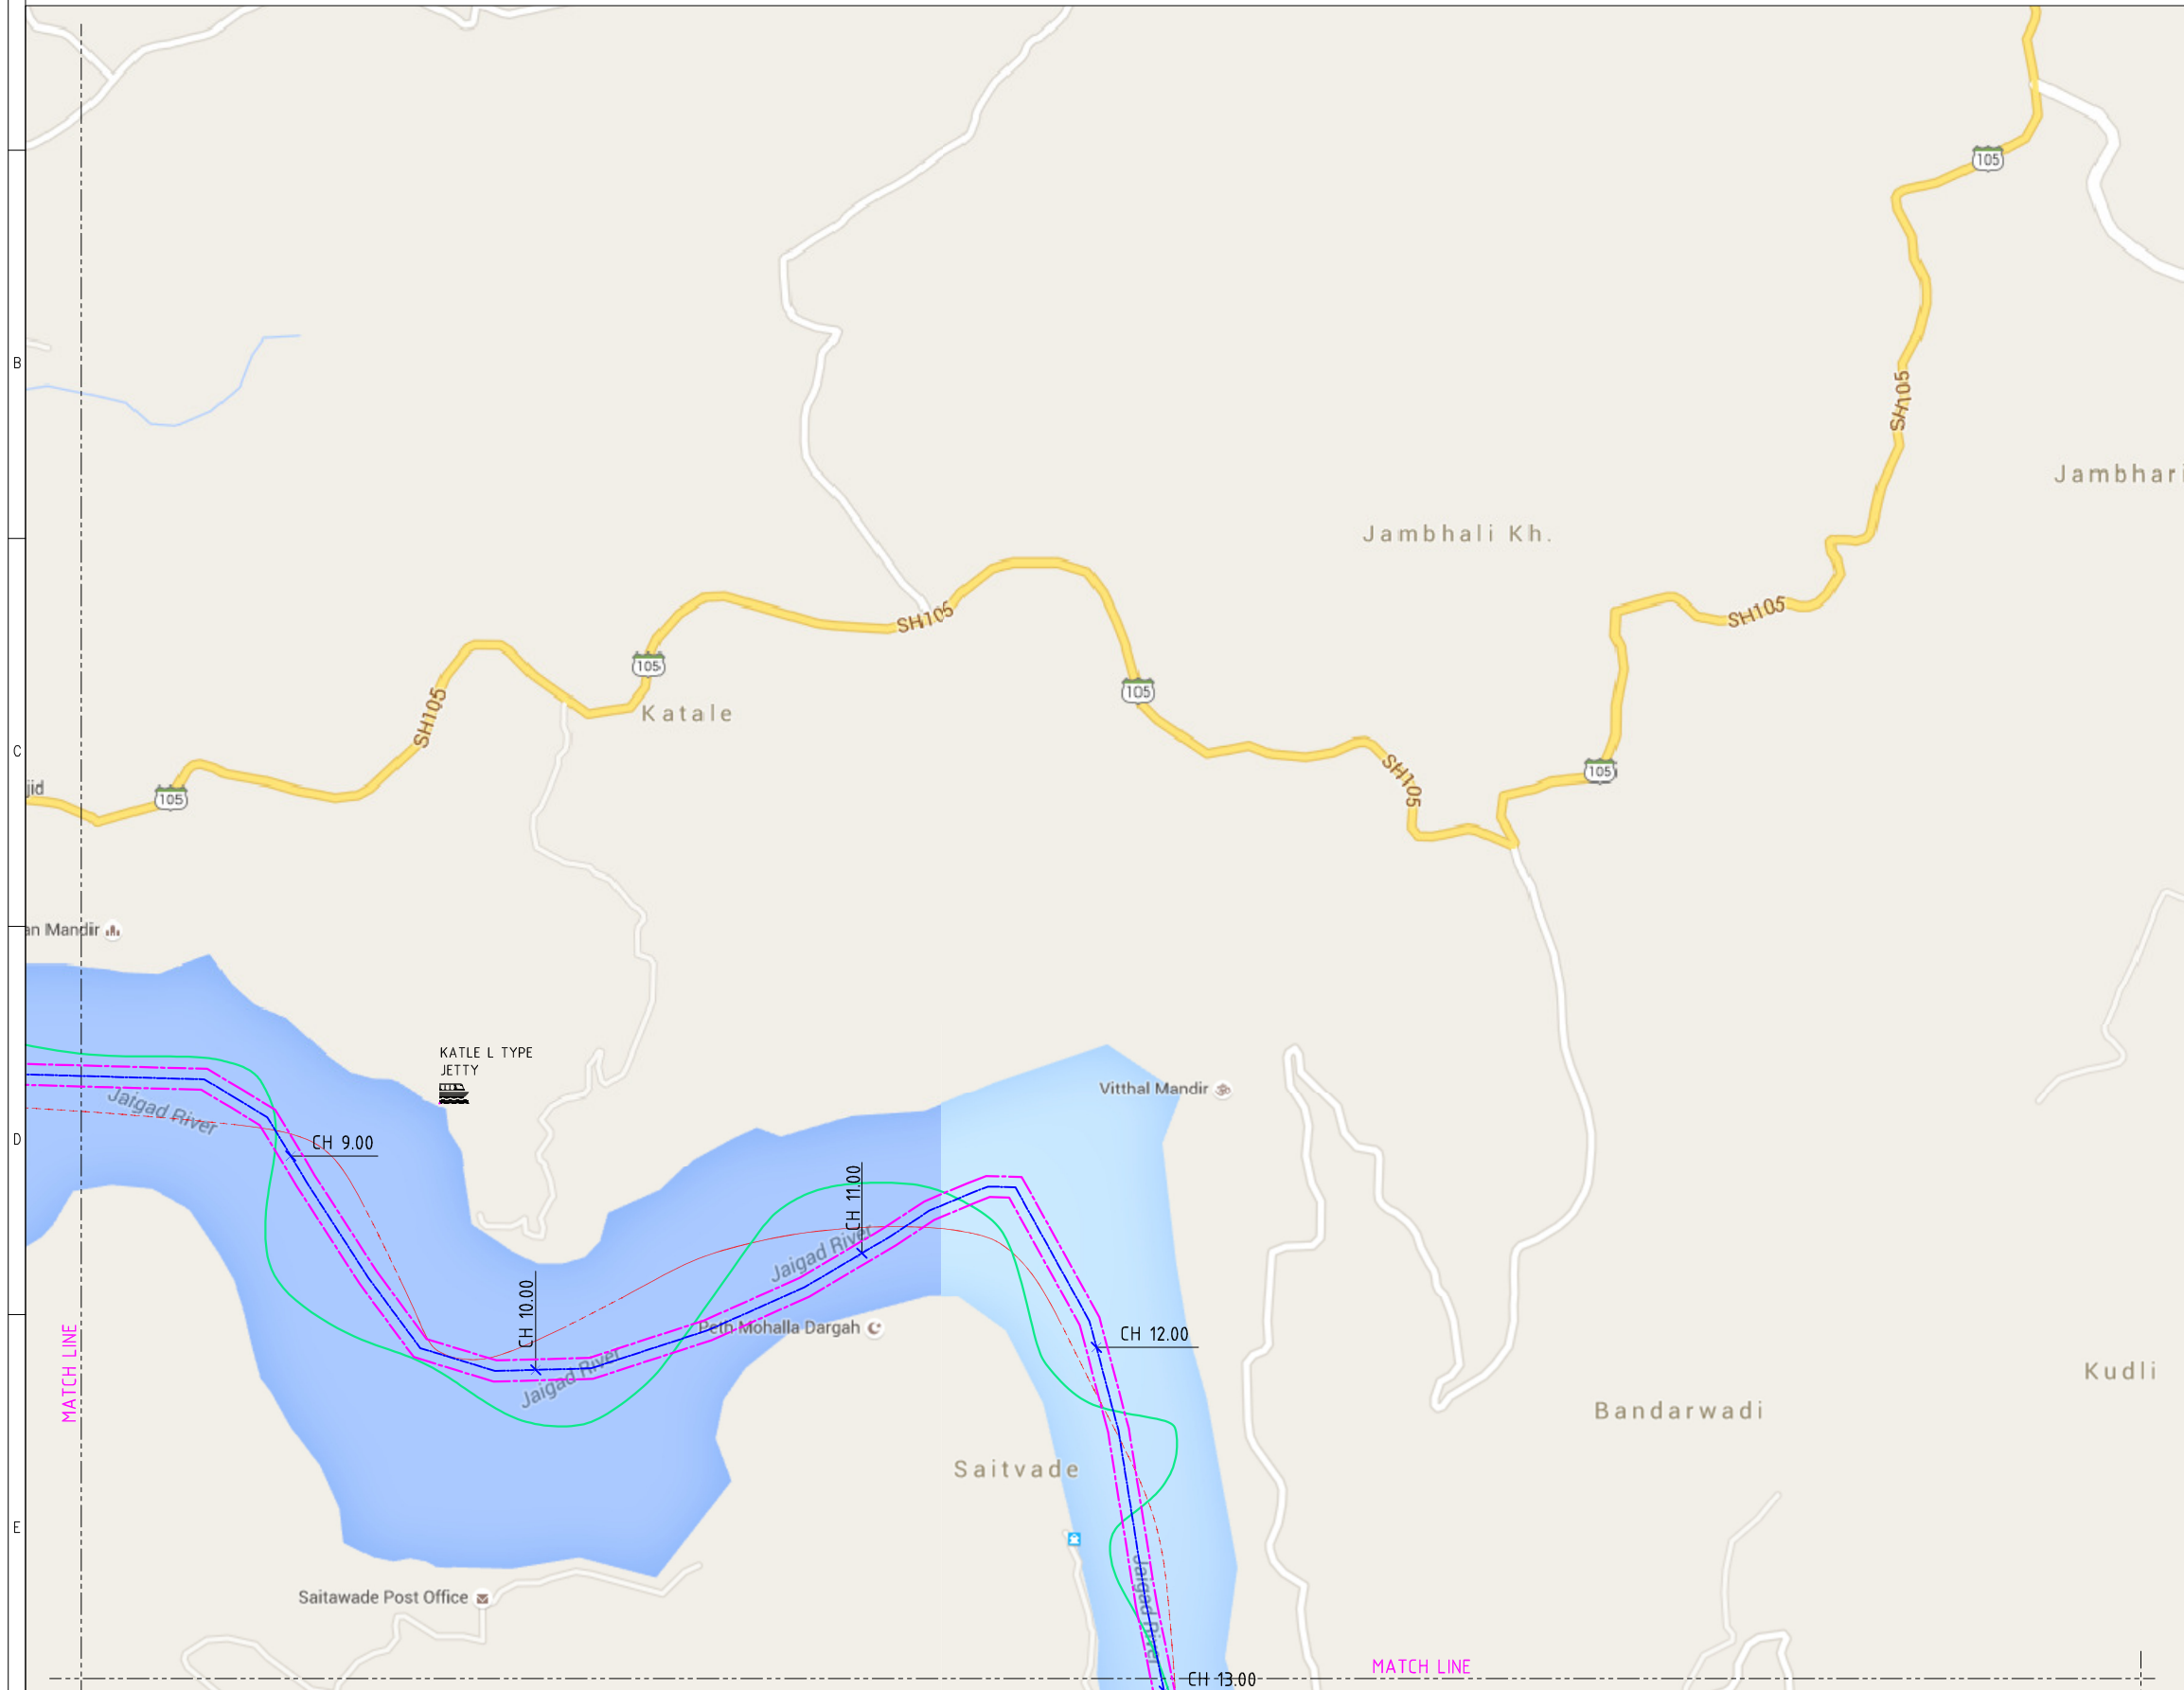 105
B
SH105
Jambhari
Jambhali Kh.
SH105
SH105
105
105
SH105
Katale
C
SH105
105
jid
105
an Mandir
KATLE L TYPE
JETTY
Vitthal Mandir
Jaigad River
D
CH 9.00
CH 11.00
Jaigad River
CH 10.00
Peth Mohalla Dargah
CH 12.00
MATCH LINE
Jaigad River
Kudli
Bandarwadi
Saitvade
E
Saitawade Post Office
Jaigad River
MATCH LINE
CH 13.00